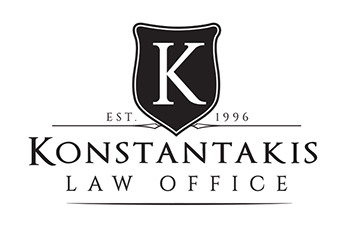 K
EST. 1996
KONSTANTAKIS
LAW OFFICE